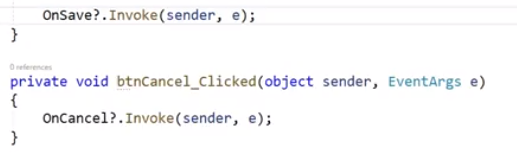 OnSave?.Invoke(sender, e);
}
0 references
private void btnCancel_Clicked(object sender, EventArgs e)
{
OnCancel?.Invoke(sender, e);
}